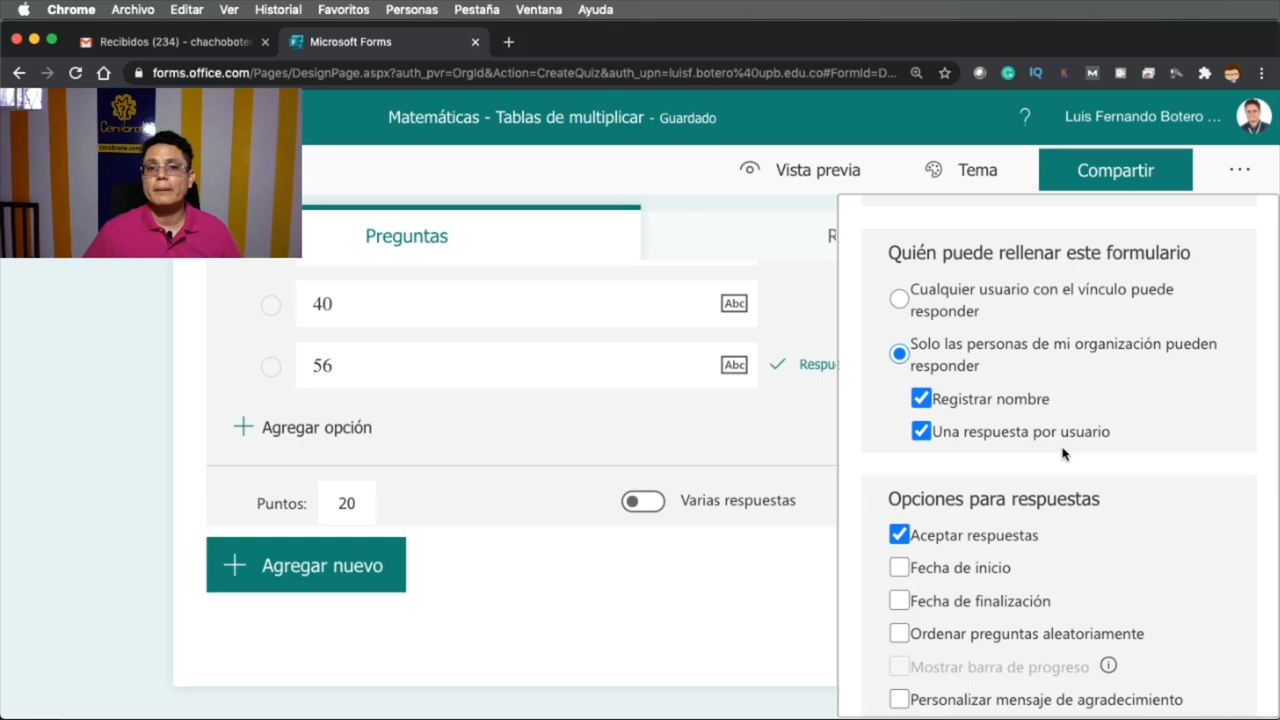 Chrome Archivo Editar Ver Historial Favoritos Personas Pestaña Ventana Ayuda
Recibidos (234) - chachoboter
Microsoft Forms
forms.office.com/Pages/DesignPage.aspx?auth_pvr=OrgId&Action=CreateQuiz&auth_upn=luisf.botero%40upb.edu.co#FormId=D...
IQ
K
M
Matemáticas - Tablas de multiplicar - Guardado
?
Luis Fernando Botero ...
Vista previa
Tema
Compartir
...
Preguntas
R
40
Abc
56
Abc
Respu
Agregar opción
Puntos: 20
Varias respuestas
Agregar nuevo
Quién puede rellenar este formulario
Cualquier usuario con el vínculo puede
responder
Solo las personas de mi organización pueden
responder
Registrar nombre
Una respuesta por usuario
Opciones para respuestas
Aceptar respuestas
Fecha de inicio
Fecha de finalización
Ordenar preguntas aleatoriamente
Mostrar barra de progreso
Personalizar mensaje de agradecimiento